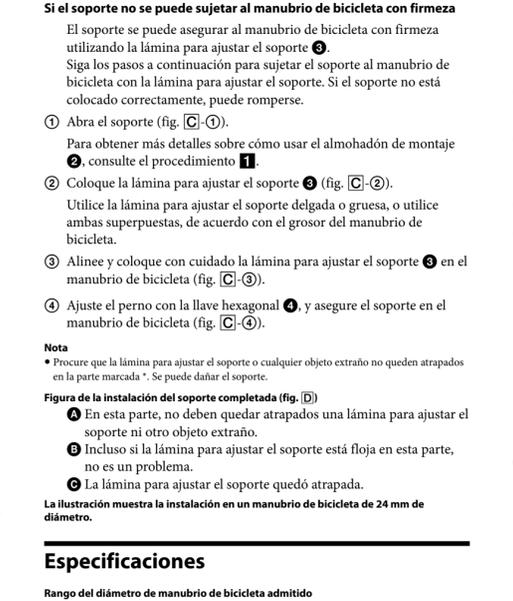 Si el soporte no se puede sujetar al manubrio de bicicleta con firmeza
El soporte se puede asegurar al manubrio de bicicleta con firmeza
utilizando la lámina para ajustar el soporte ❸.
Siga los pasos a continuación para sujetar el soporte al manubrio de
bicicleta con la lámina para ajustar el soporte. Si el soporte no está
colocado correctamente, puede romperse.
① Abra el soporte (fig. C-①).
Para obtener más detalles sobre cómo usar el almohadón de montaje
❷, consulte el procedimiento 1.
② Coloque la lámina para ajustar el soporte ❸ (fig. C-②).
Utilice la lámina para ajustar el soporte delgada o gruesa, o utilice
ambas superpuestas, de acuerdo con el grosor del manubrio de
bicicleta.
③ Alinee y coloque con cuidado la lámina para ajustar el soporte ❸ en el
manubrio de bicicleta (fig. C-③).
④ Ajuste el perno con la llave hexagonal ❹, y asegure el soporte en el
manubrio de bicicleta (fig. C-④).
Nota
• Procure que la lámina para ajustar el soporte o cualquier objeto extraño no queden atrapados
en la parte marcada *. Se puede dañar el soporte.
Figura de la instalación del soporte completada (fig. D)
🅐 En esta parte, no deben quedar atrapados una lámina para ajustar el
soporte ni otro objeto extraño.
🅑 Incluso si la lámina para ajustar el soporte está floja en esta parte,
no es un problema.
🅒 La lámina para ajustar el soporte quedó atrapada.
La ilustración muestra la instalación en un manubrio de bicicleta de 24 mm de
diámetro.
Especificaciones
Rango del diámetro de manubrio de bicicleta admitido